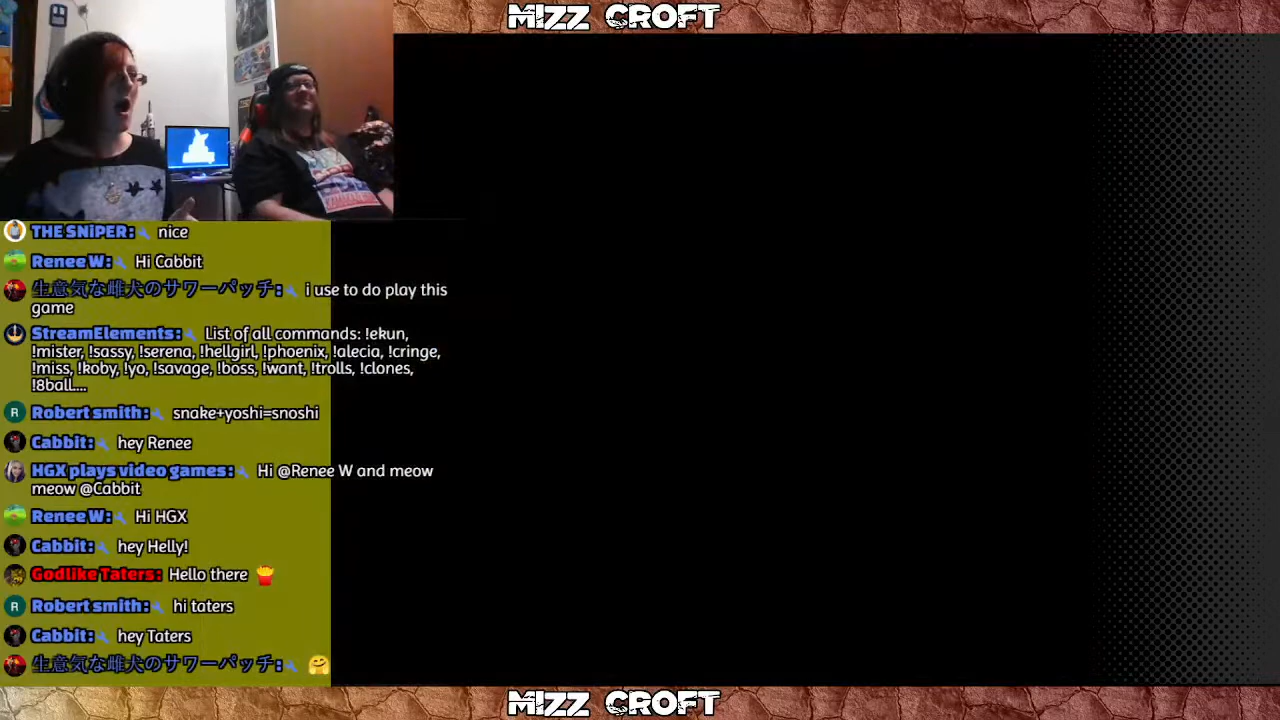 MIZZ CROFT
THE SNiPER: nice
Renee W: Hi Cabbit
生意気な雌犬のサワーパッチ: i use to do play this
game
StreamElements: List of all commands: !ekun,
!mister, !sassy, !serena, !hellgirl, !phoenix, !alecia, !cringe,
!miss, !koby, !yo, !savage, !boss, !want, !trolls, !clones,
!8ball....
R Robert smith: snake+yoshi=snoshi
Cabbit: hey Renee
HGX plays video games: Hi @Renee W and meow
meow @Cabbit
Renee W: Hi HGX
Cabbit: hey Helly!
Godlike Taters: Hello there 🍟
R Robert smith: hi taters
Cabbit: hey Taters
生意気な雌犬のサワーパッチ: 🤗
MIZZ CROFT